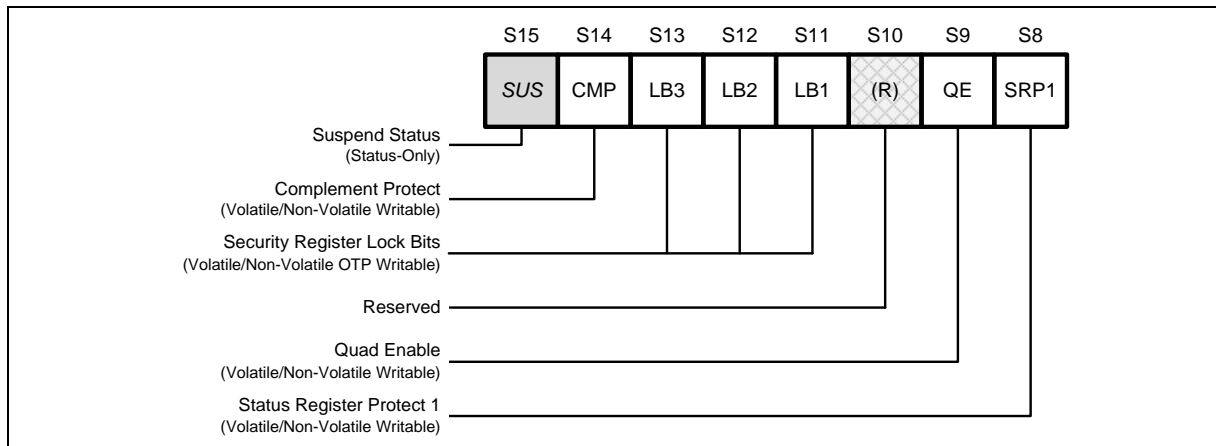 S15 S14 S13 S12 S11 S10 S9 S8
SUS CMP LB3 LB2 LB1 (R) QE SRP1
Suspend Status
(Status-Only)
Complement Protect
(Volatile/Non-Volatile Writable)
Security Register Lock Bits
(Volatile/Non-Volatile OTP Writable)
Reserved
Quad Enable
(Volatile/Non-Volatile Writable)
Status Register Protect 1
(Volatile/Non-Volatile Writable)